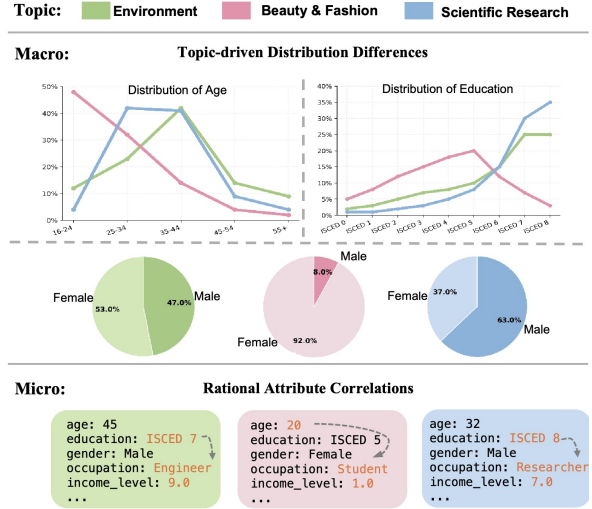 Topic: Environment Beauty & Fashion Scientific Research
Macro: Topic-driven Distribution Differences
Distribution of Age
50%
40%
30%
20%
10%
0%
16-24 25-34 35-44 45-54 55+
Distribution of Education
40%
35%
30%
25%
20%
15%
10%
5%
0%
ISCED 0 ISCED 1 ISCED 2 ISCED 3 ISCED 4 ISCED 5 ISCED 6 ISCED 7 ISCED 8
Female 53.0% 47.0% Male
Male
8.0%
92.0%
Female
Female 37.0%
63.0% Male
Micro: Rational Attribute Correlations
age: 45
education: ISCED 7
gender: Male
occupation: Engineer
income_level: 9.0
...
age: 20
education: ISCED 5
gender: Female
occupation: Student
income_level: 1.0
...
age: 32
education: ISCED 8
gender: Male
occupation: Researcher
income_level: 7.0
...